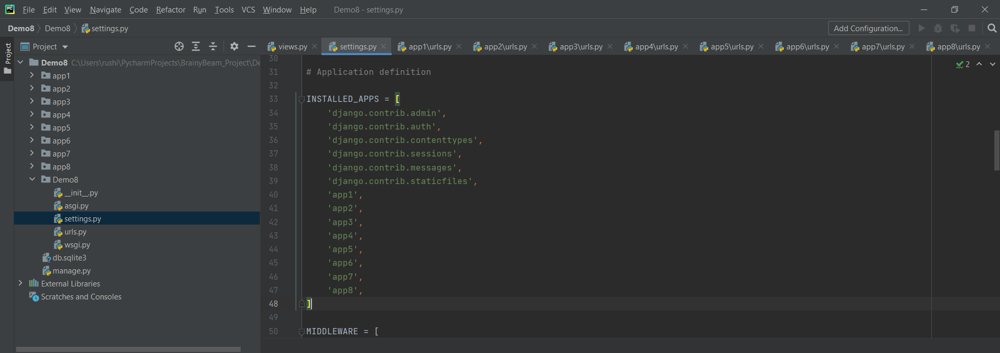 PC File Edit View Navigate Code Refactor Run Tools VCS Window Help Demo8 - settings.py
Demo8 Demo8 settings.py Add Configuration...
Project
Project
views.py settings.py app1\urls.py app2\urls.py app3\urls.py app4\urls.py app5\urls.py app6\urls.py app7\urls.py app8\urls.py
Demo8 C:\Users\rushi\PycharmProjects\BrainyBeam_Project\De
app1
app2
app3
app4
app5
app6
app7
app8
Demo8
__init__.py
asgi.py
settings.py
urls.py
wsgi.py
db.sqlite3
manage.py
External Libraries
Scratches and Consoles
2
30
31 # Application definition
32
33 INSTALLED_APPS = [
34 'django.contrib.admin',
35 'django.contrib.auth',
36 'django.contrib.contenttypes',
37 'django.contrib.sessions',
38 'django.contrib.messages',
39 'django.contrib.staticfiles',
40 'app1',
41 'app2',
42 'app3',
43 'app4',
44 'app5',
45 'app6',
46 'app7',
47 'app8',
48 ]
49
50 MIDDLEWARE = [